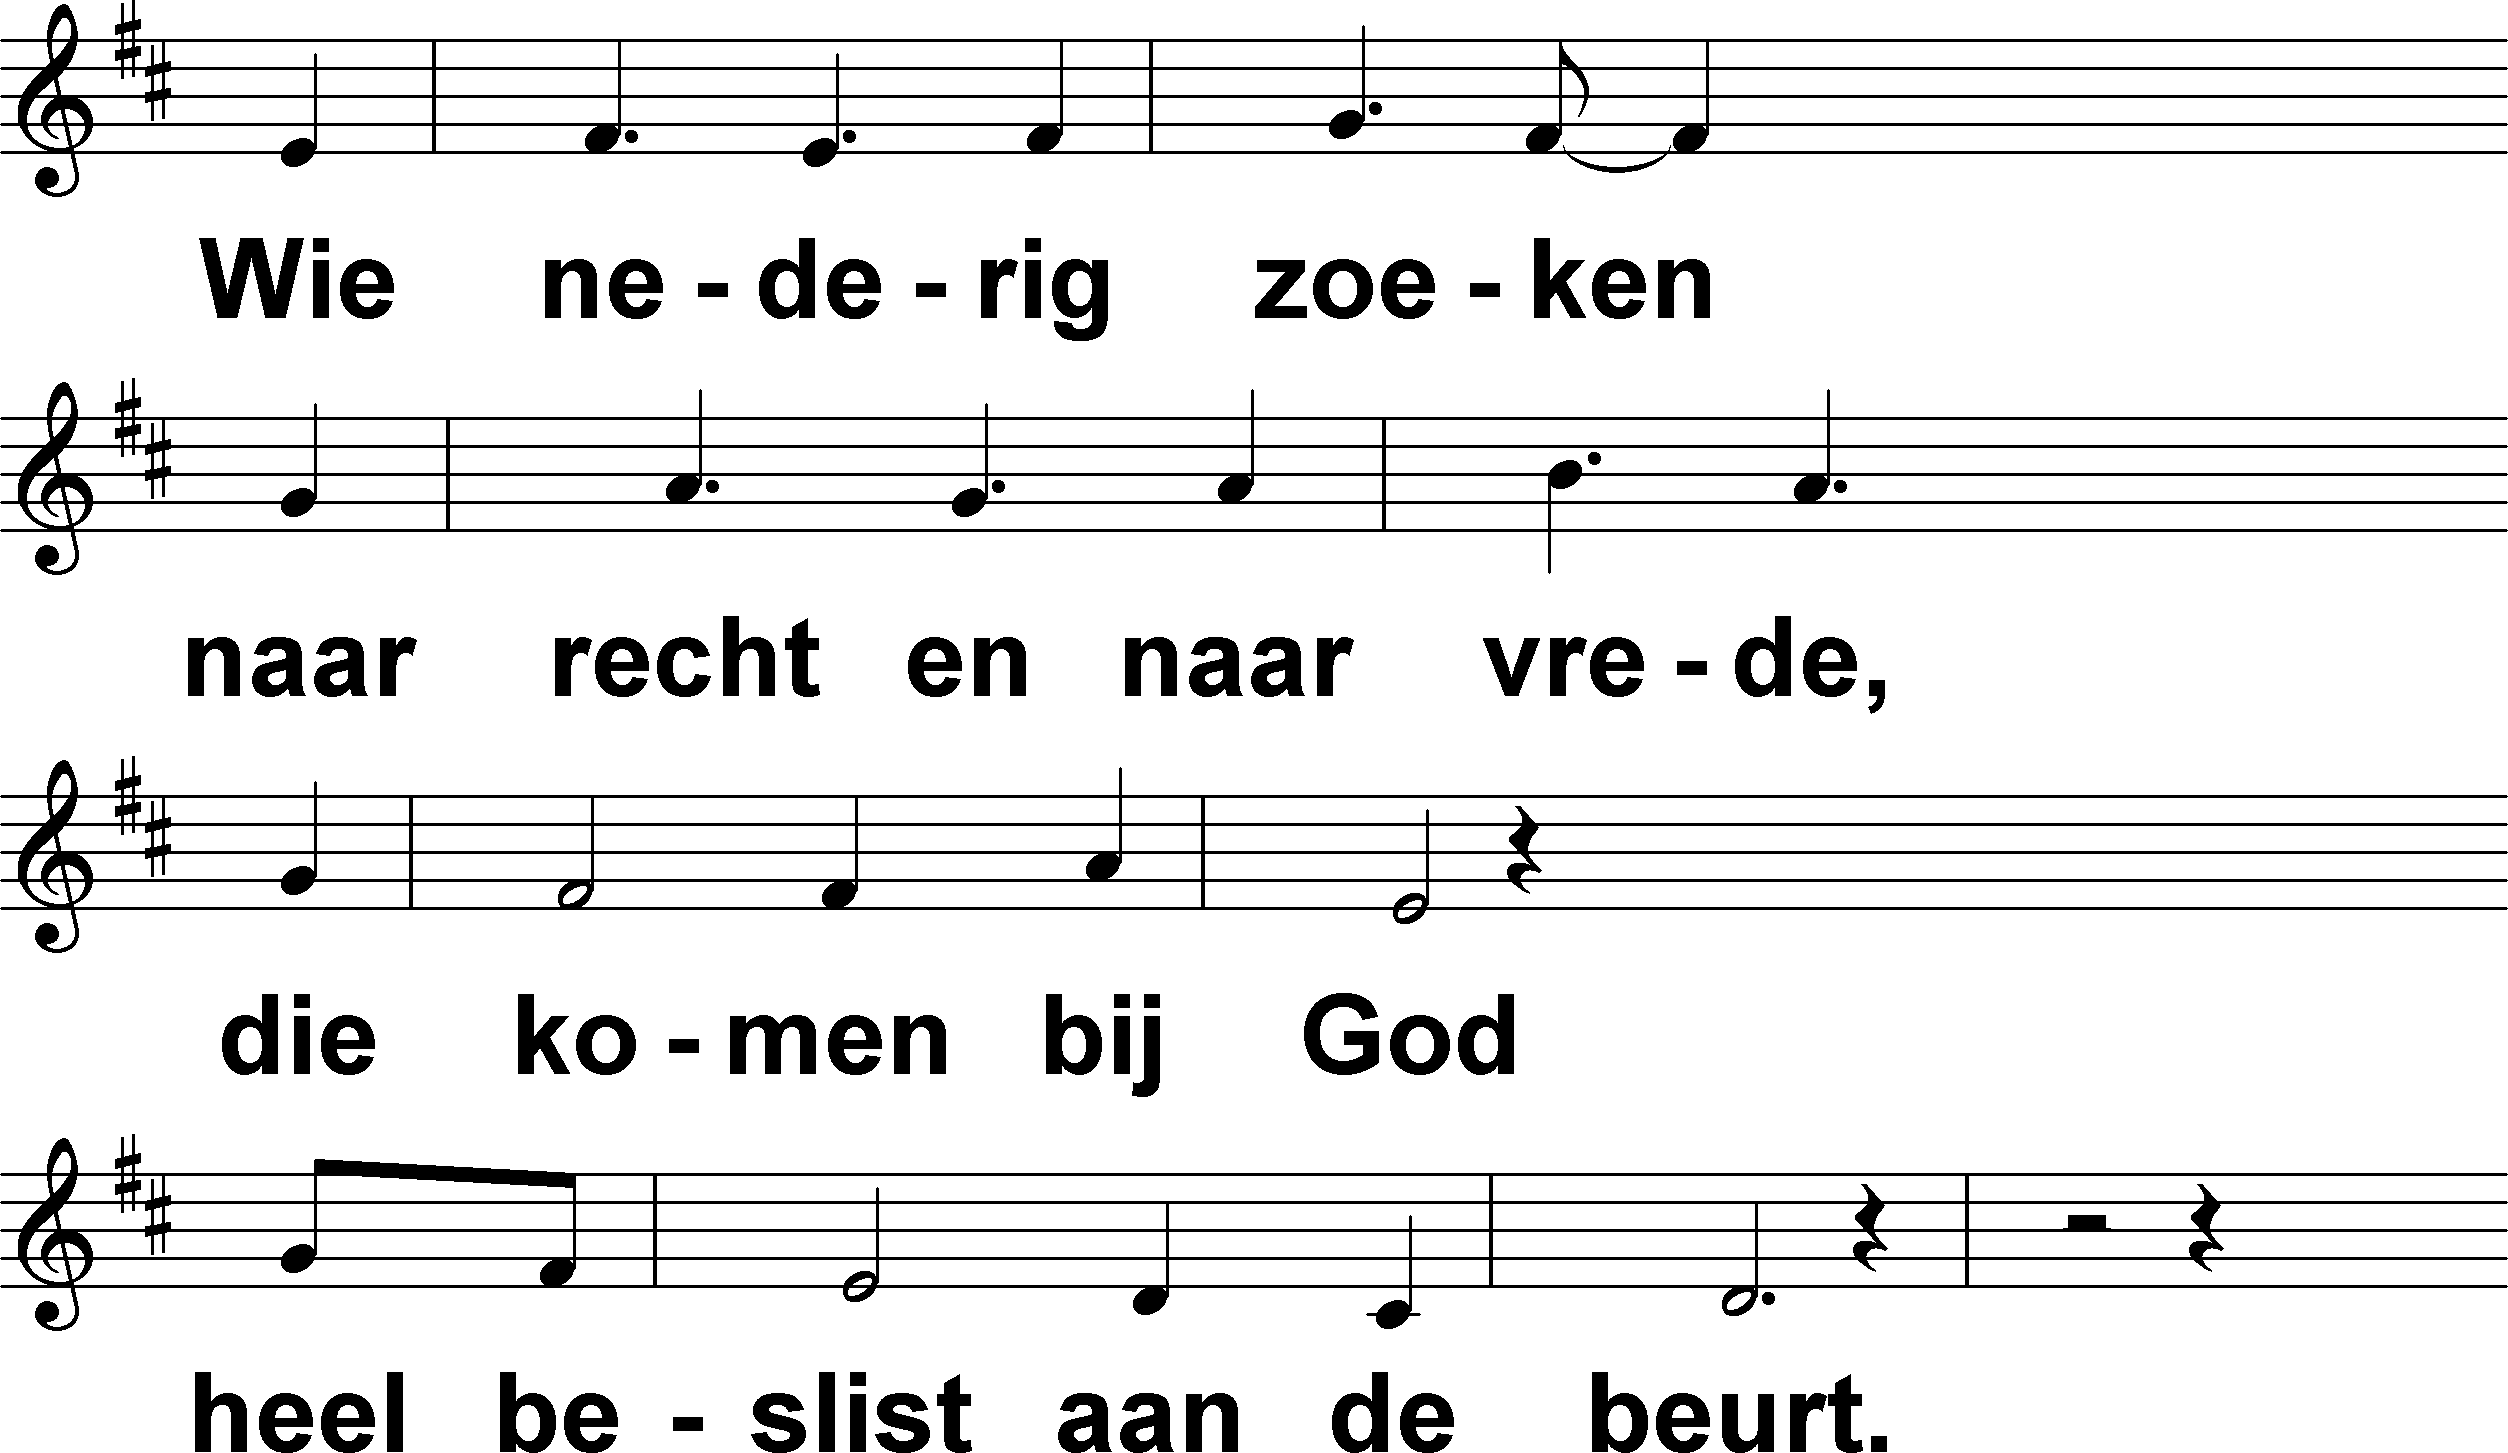 Wie ne - de - rig zoe - ken
naar recht en naar vre - de,
die ko - men bij God
heel be - slist aan de beurt.